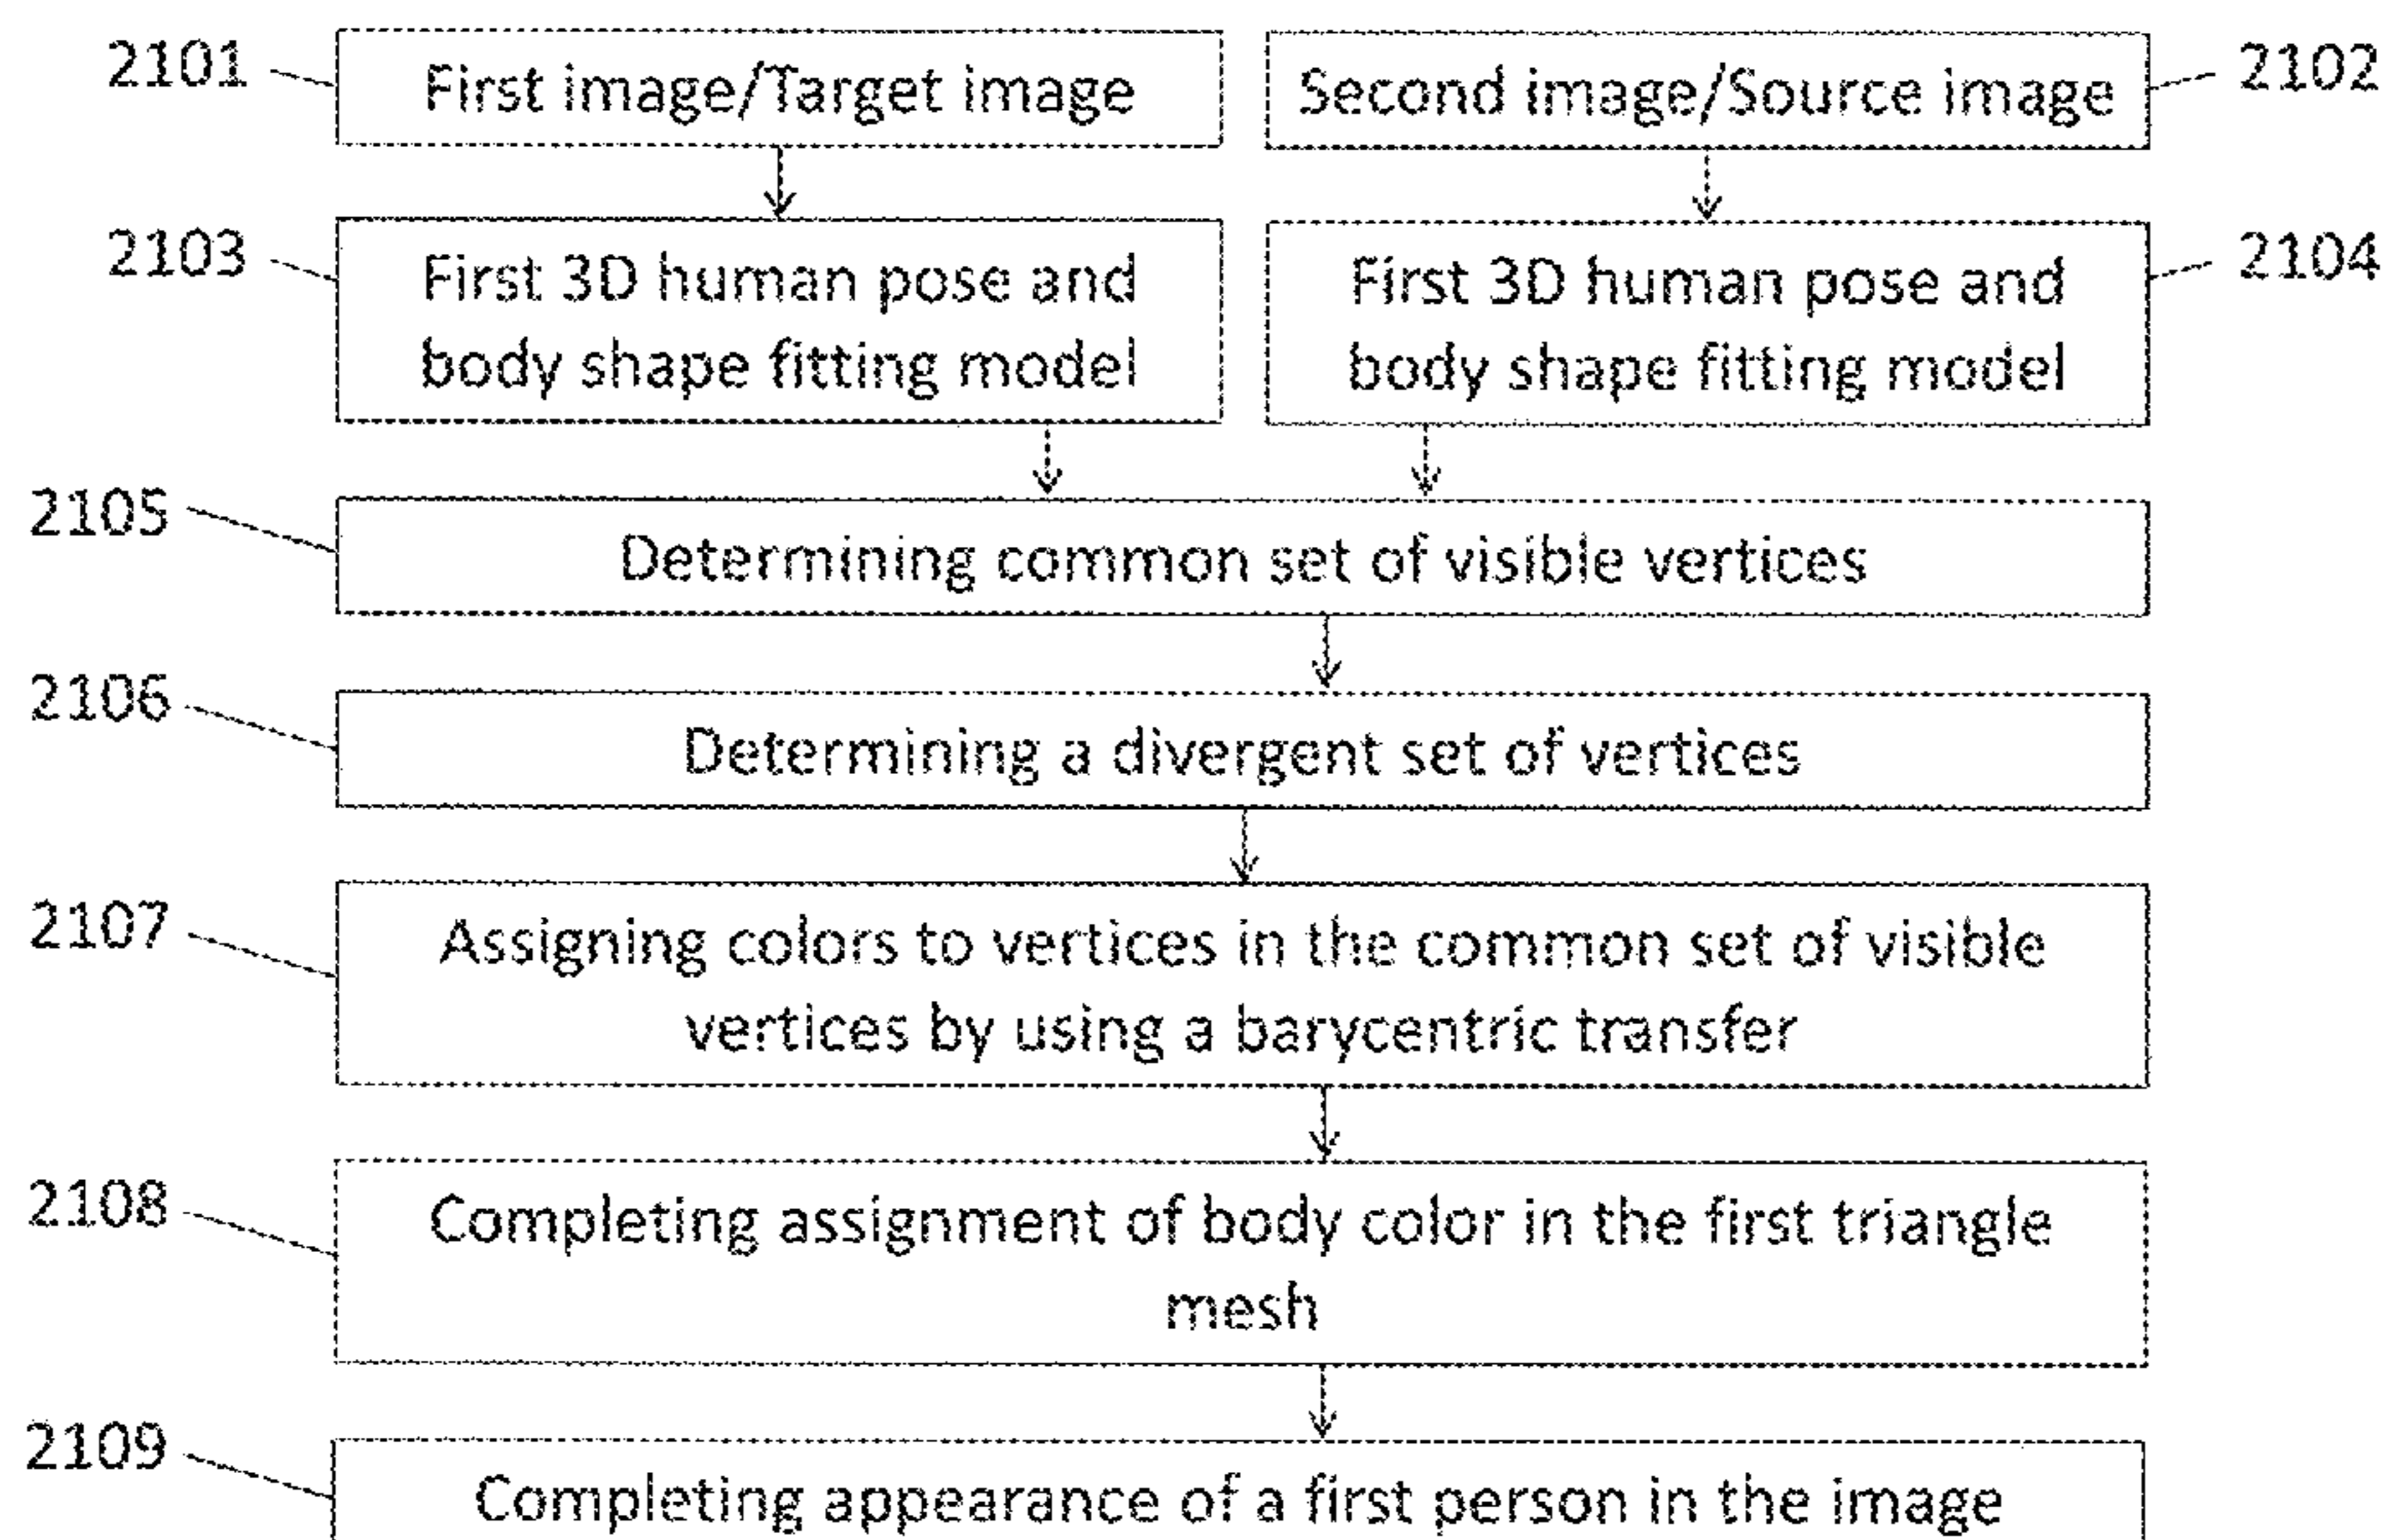 2101 First image/Target image Second image/Source image 2102
2103 First 3D human pose and First 3D human pose and 2104
body shape fitting model body shape fitting model
2105 Determining common set of visible vertices
2106 Determining a divergent set of vertices
2107 Assigning colors to vertices in the common set of visible
vertices by using a barycentric transfer
2108 Completing assignment of body color in the first triangle
mesh
2109 Completing appearance of a first person in the image